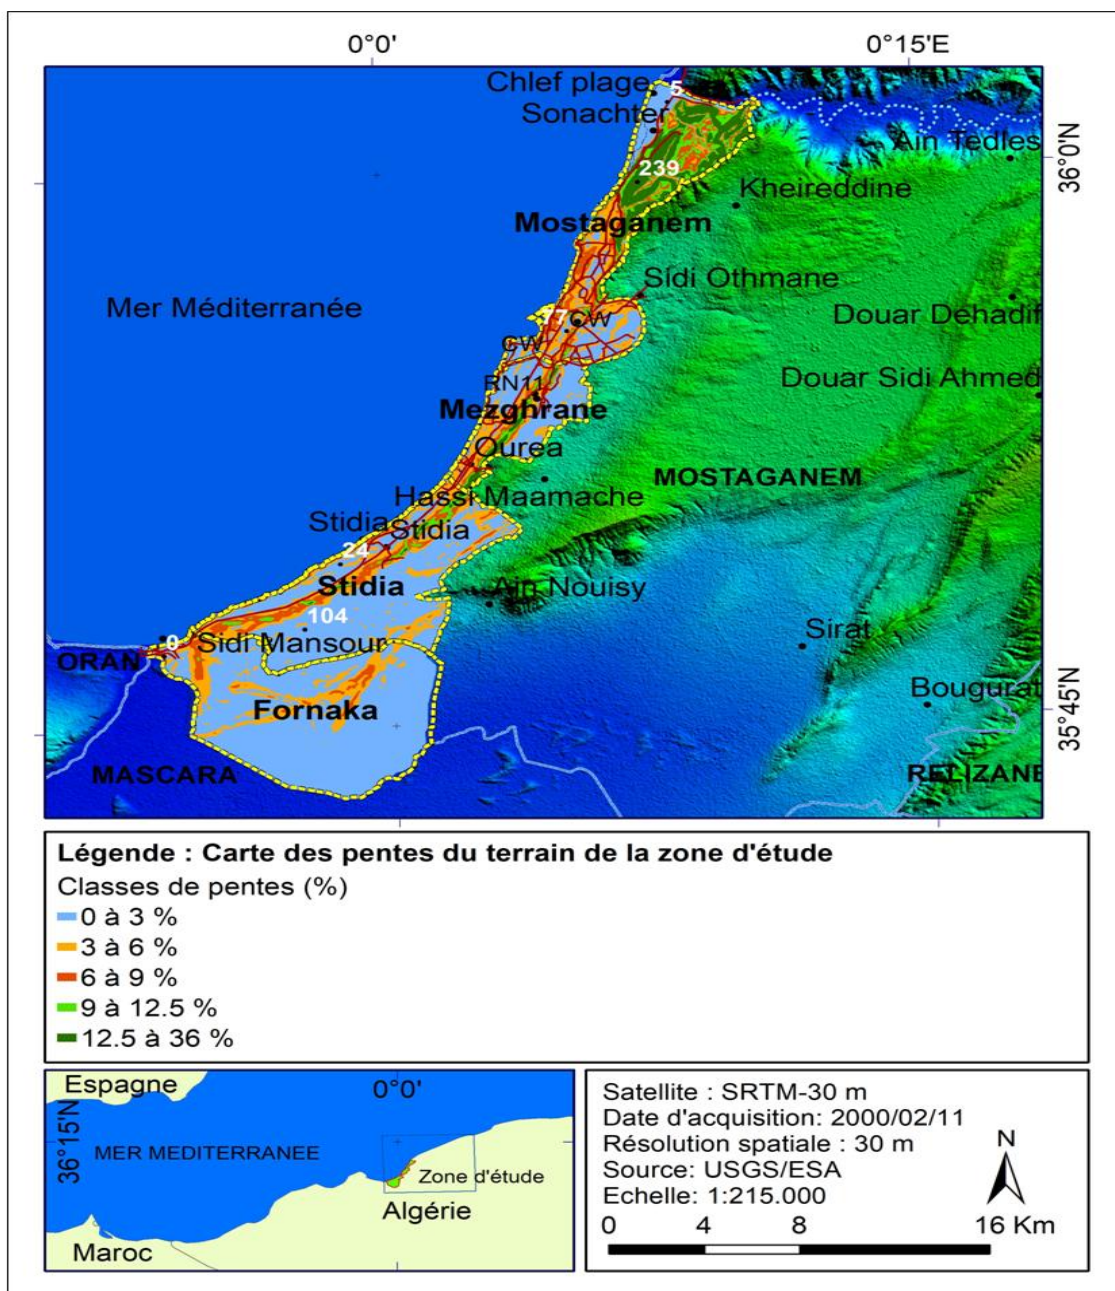 0°0'
0°15'E
Chlef plage
5
Sonachter
Ain Tedles
36°0'N
239
Kheireddine
Mostaganem
Sidi Othmane
Mer Méditerranée
77
CW
Douar Dehadif
CW
RN11
Douar Sidi Ahmed
Mezghrane
Ourea
MOSTAGANEM
Hassi Maamache
Stidia
Stidia
24
Stidia
Ain Nouisy
104
0
Sidi Mansour
Sirat
ORAN
Bougurat
35°45'N
Fornaka
MASCARA
RELIZANE
Légende : Carte des pentes du terrain de la zone d'étude
Classes de pentes (%)
0 à 3 %
3 à 6 %
6 à 9 %
9 à 12.5 %
12.5 à 36 %
Espagne
0°0'
36°15'N
MER MEDITERRANEE
Zone d'étude
Algérie
Maroc
Satellite : SRTM-30 m
Date d'acquisition: 2000/02/11
Résolution spatiale : 30 m
Source: USGS/ESA
Echelle: 1:215.000
N
0 4 8 16 Km